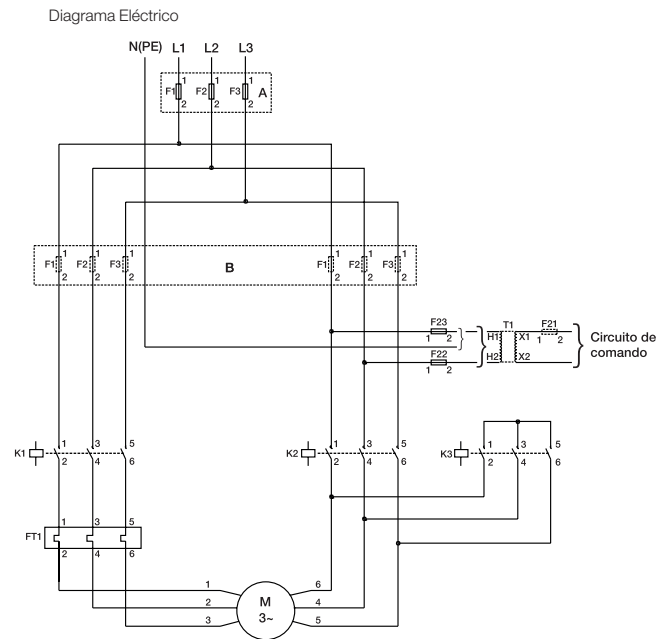 Diagrama Eléctrico
N(PE) L1 L2 L3
1 1 1
F1 F2 F3 A
2 2 2
1 1 1 1 1 1
F1 F2 F3 B F1 F2 F3
2 2 2 2 2 2
F23 T1 F21
1 2 H1 X1 1 2
Circuito de
comando
F22 H2 X2
1 2
1 3 5 1 3 5 1 3 5
K1 K2 K3
2 4 6 2 4 6 2 4 6
1 3 5
FT1
2 4 6
1 6
2 M 4
3 3~ 5